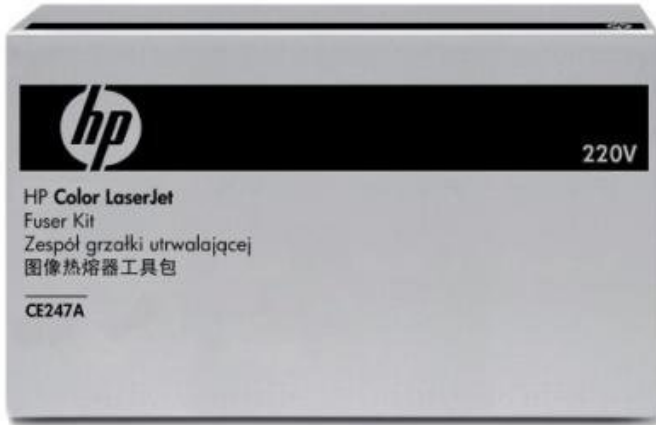 hp
220V
HP Color LaserJet
Fuser Kit
Zespół grzałki utrwalającej
图像热熔器工具包
CE247A